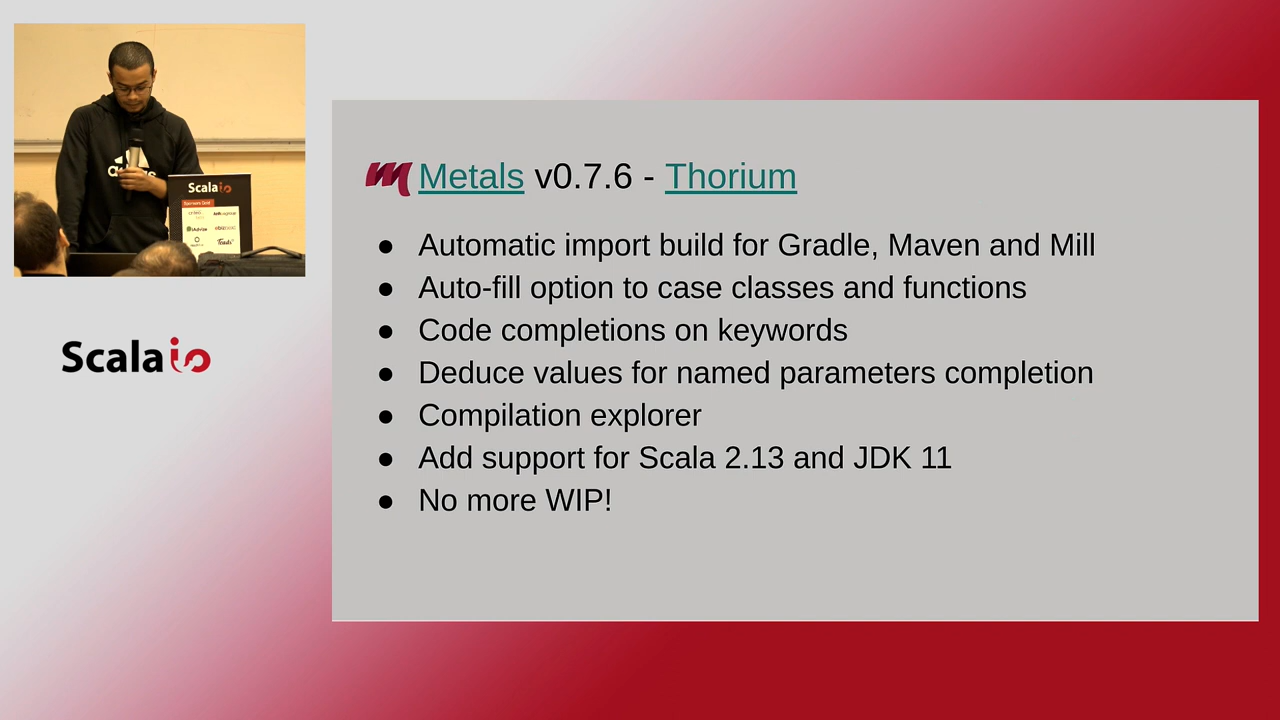 Scalaio
Scalaio
Metals v0.7.6 - Thorium
● Automatic import build for Gradle, Maven and Mill
● Auto-fill option to case classes and functions
● Code completions on keywords
● Deduce values for named parameters completion
● Compilation explorer
● Add support for Scala 2.13 and JDK 11
● No more WIP!